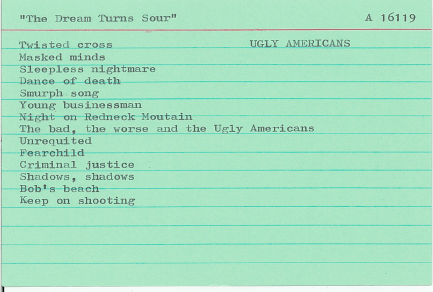 "The Dream Turns Sour" A 16119
Twisted cross UGLY AMERICANS
Masked minds
Sleepless nightmare
Dance of death
Smurph song
Young businessman
Night on Redneck Moutain
The bad, the worse and the Ugly Americans
Unrequited
Fearchild
Criminal justice
Shadows, shadows
Bob's beach
Keep on shooting